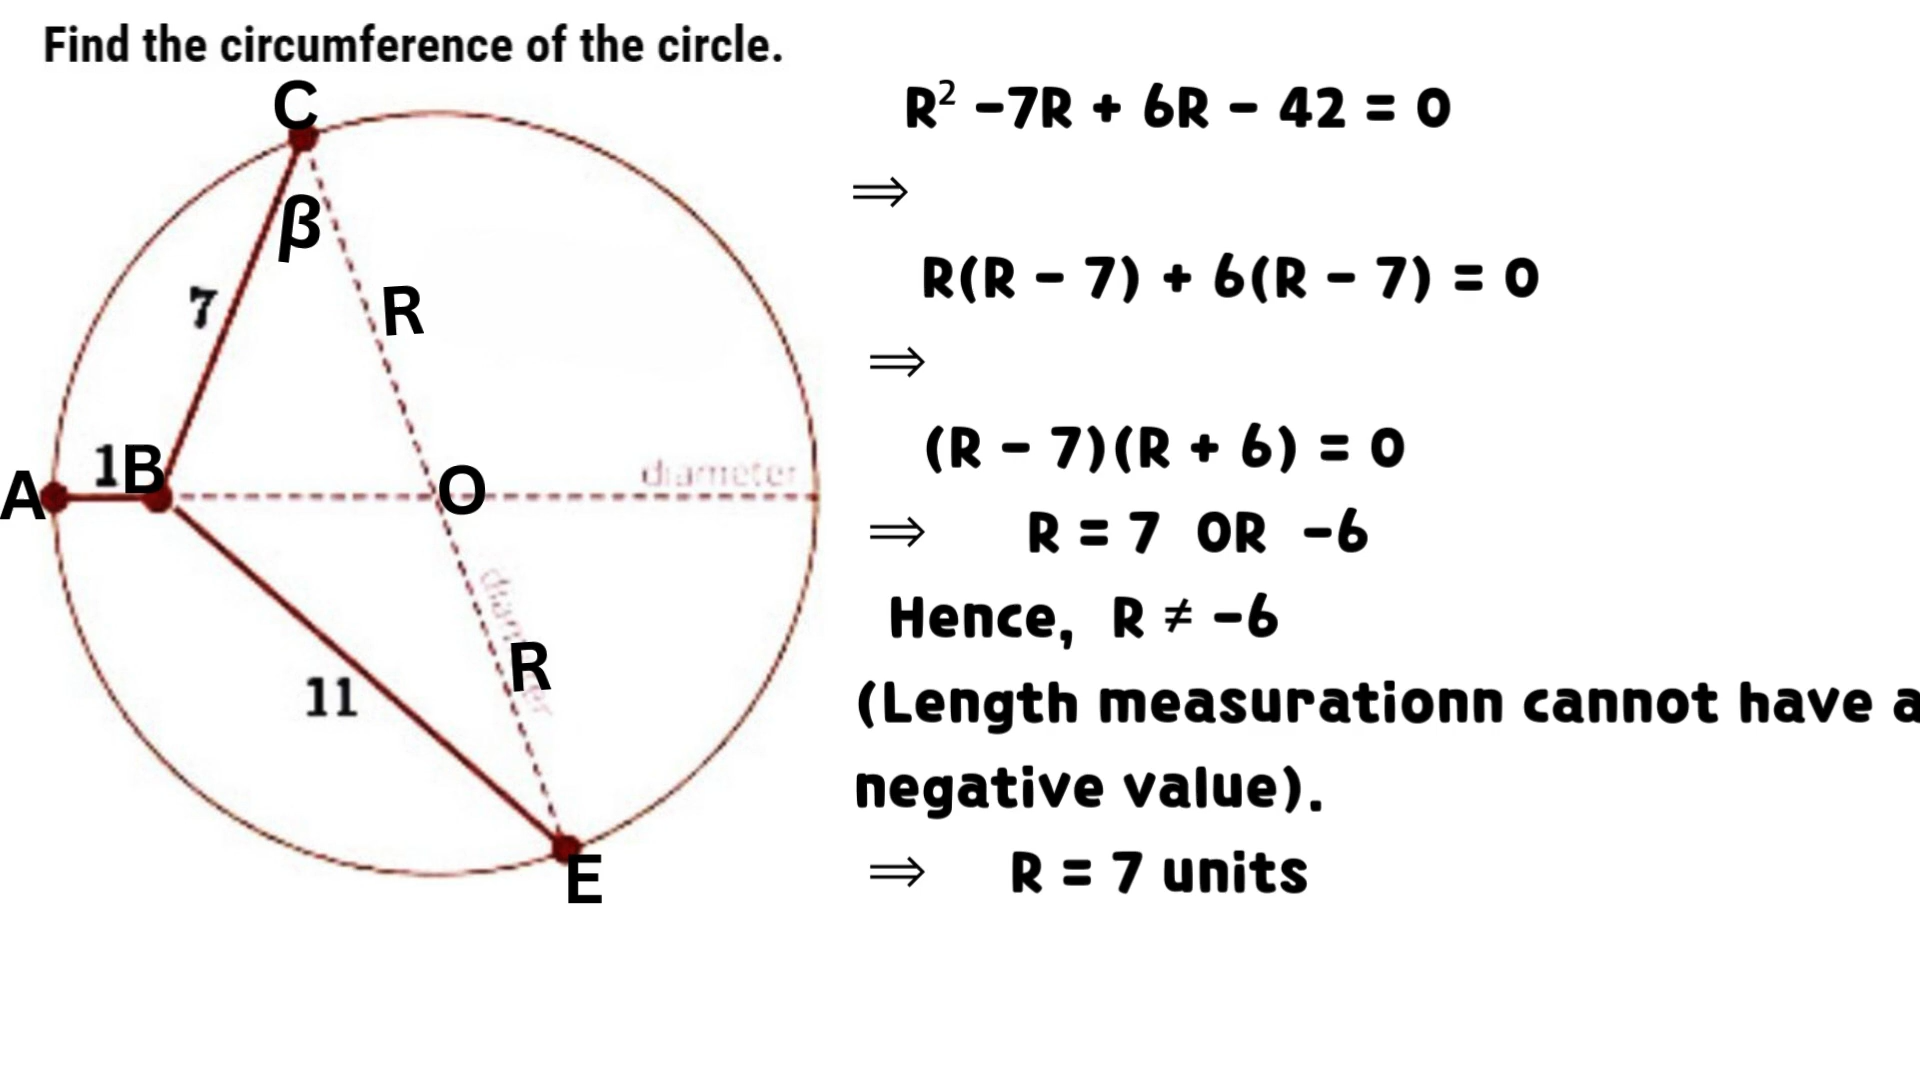 Find the circumference of the circle.
C
R² -7R + 6R - 42 = 0
⇒
β
R(R - 7) + 6(R - 7) = 0
7
R
⇒
(R - 7)(R + 6) = 0
1B
diameter
A
O
⇒ R = 7 OR -6
Hence, R ≠ -6
diameter
R
11
(Length measurationn cannot have a
negative value).
E
⇒ R = 7 units